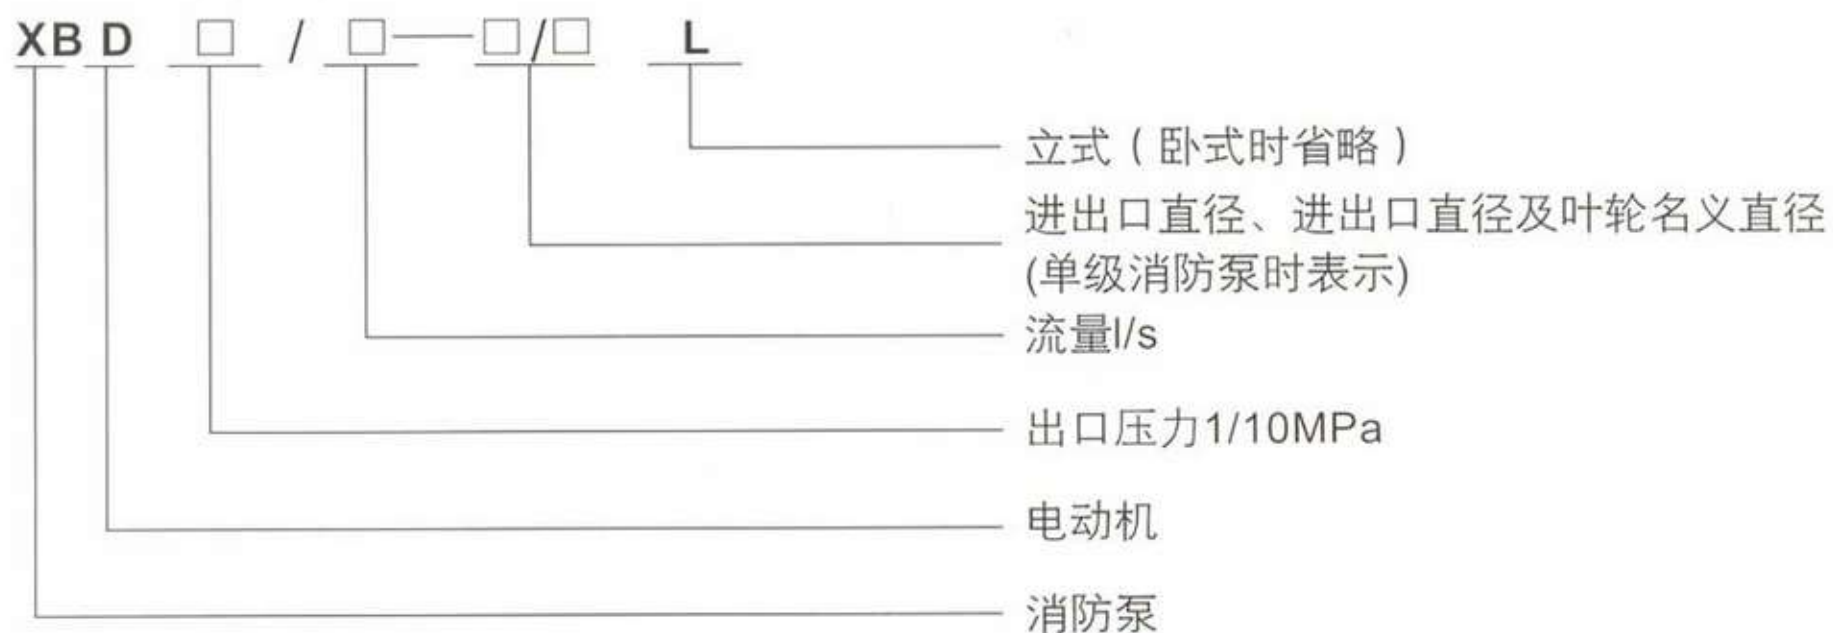 XB D □ / □——□/□ L
立式（卧式时省略）
进出口直径、进出口直径及叶轮名义直径
(单级消防泵时表示)
流量l/s
出口压力1/10MPa
电动机
消防泵